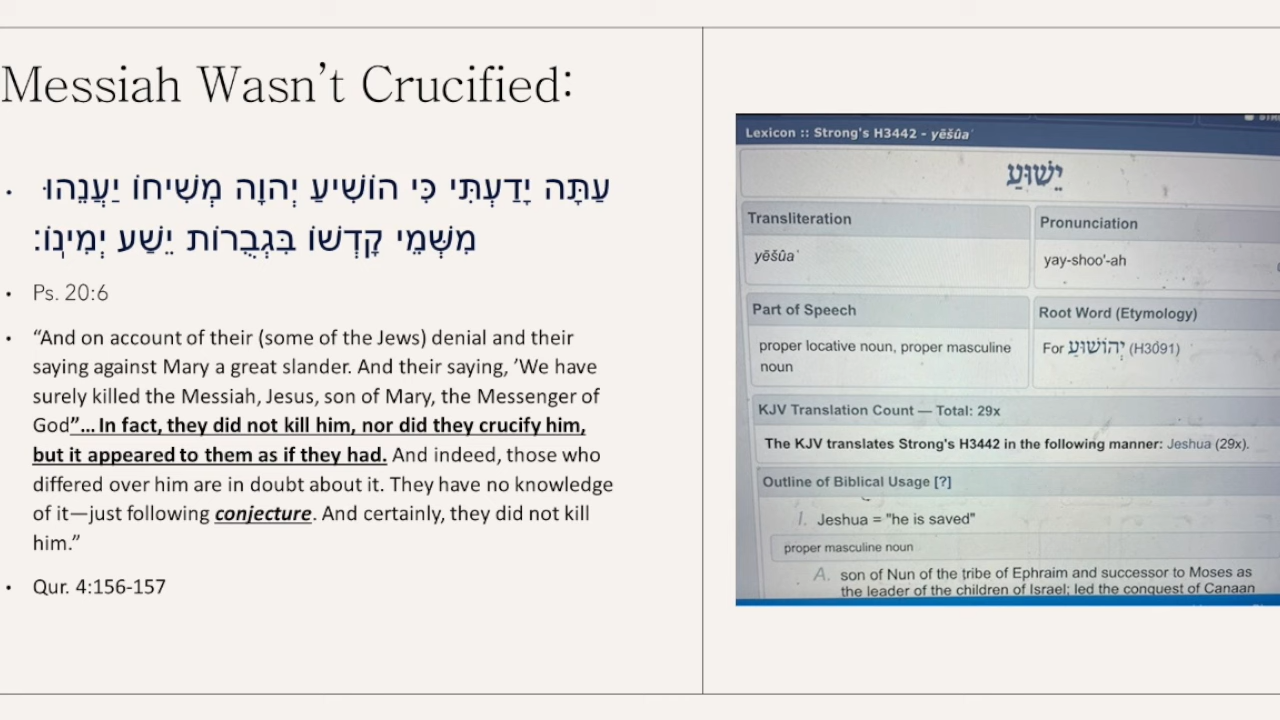 Messiah Wasn’t Crucified:
• עַתָּה יָדַעְתִּי כִּי הוֹשִׁיעַ יְהוָה מְשִׁיחוֹ יַעֲנֵהוּ
מִשְּׁמֵי קָדְשׁוֹ בִּגְבֻרוֹת יֵשַׁע יְמִינֽוֹ׃
• Ps. 20:6
• “And on account of their (some of the Jews) denial and their
saying against Mary a great slander. And their saying, ’We have
surely killed the Messiah, Jesus, son of Mary, the Messenger of
God”… In fact, they did not kill him, nor did they crucify him,
but it appeared to them as if they had. And indeed, those who
differed over him are in doubt about it. They have no knowledge
of it—just following conjecture. And certainly, they did not kill
him.”
• Qur. 4:156-157
Lexicon :: Strong's H3442 - yēšûaʿ
יֵשׁוּעַ
Transliteration
yēšûaʿ
Pronunciation
yay-shoo'-ah
Part of Speech
proper locative noun, proper masculine
noun
Root Word (Etymology)
For יְהוֹשׁוּעַ (H3091)
KJV Translation Count — Total: 29x
The KJV translates Strong's H3442 in the following manner: Jeshua (29x).
Outline of Biblical Usage [?]
I. Jeshua = "he is saved"
proper masculine noun
A. son of Nun of the tribe of Ephraim and successor to Moses as
the leader of the children of Israel; led the conquest of Canaan